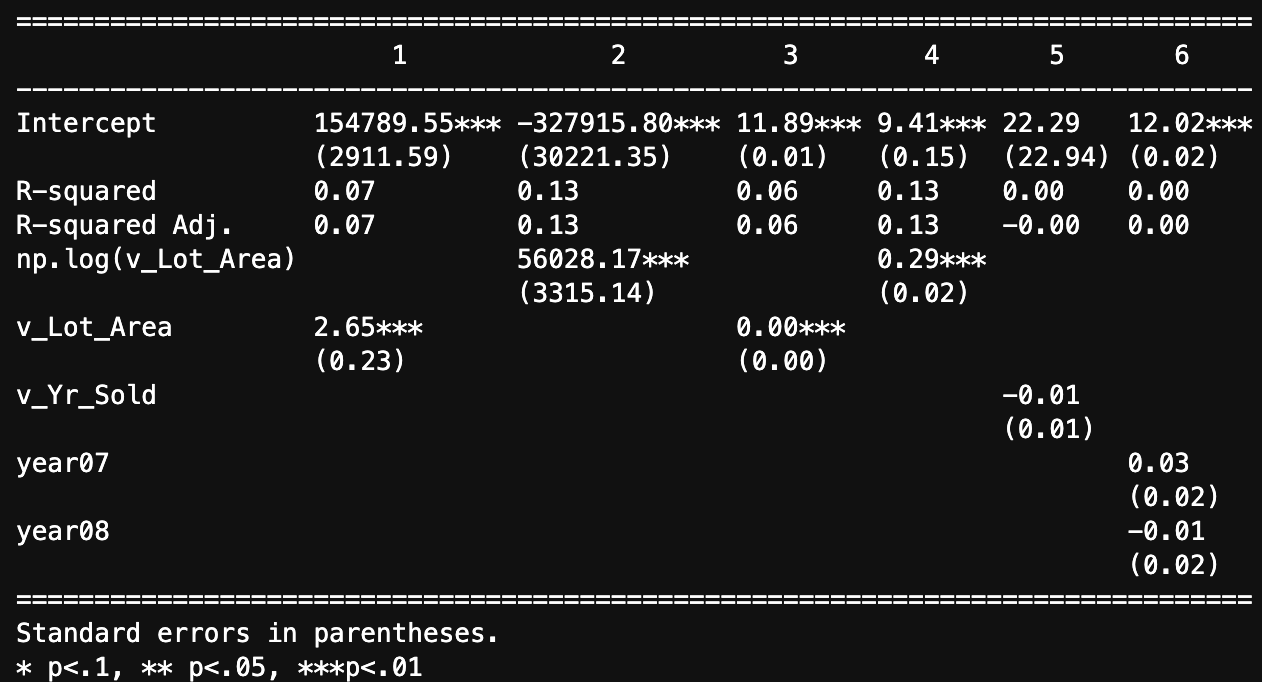 ===============================================================================
                        1             2          3        4       5       6
-------------------------------------------------------------------------------
Intercept          154789.55*** -327915.80*** 11.89*** 9.41*** 22.29   12.02***
                   (2911.59)    (30221.35)    (0.01)   (0.15)  (22.94) (0.02)
R-squared          0.07         0.13          0.06     0.13    0.00    0.00
R-squared Adj.     0.07         0.13          0.06     0.13    -0.00   0.00
np.log(v_Lot_Area)              56028.17***            0.29***
                                (3315.14)              (0.02)
v_Lot_Area         2.65***                    0.00***
                   (0.23)                     (0.00)
v_Yr_Sold                                                      -0.01
                                                               (0.01)
year07                                                                 0.03
                                                                       (0.02)
year08                                                                 -0.01
                                                                       (0.02)
===============================================================================
Standard errors in parentheses.
* p<.1, ** p<.05, ***p<.01